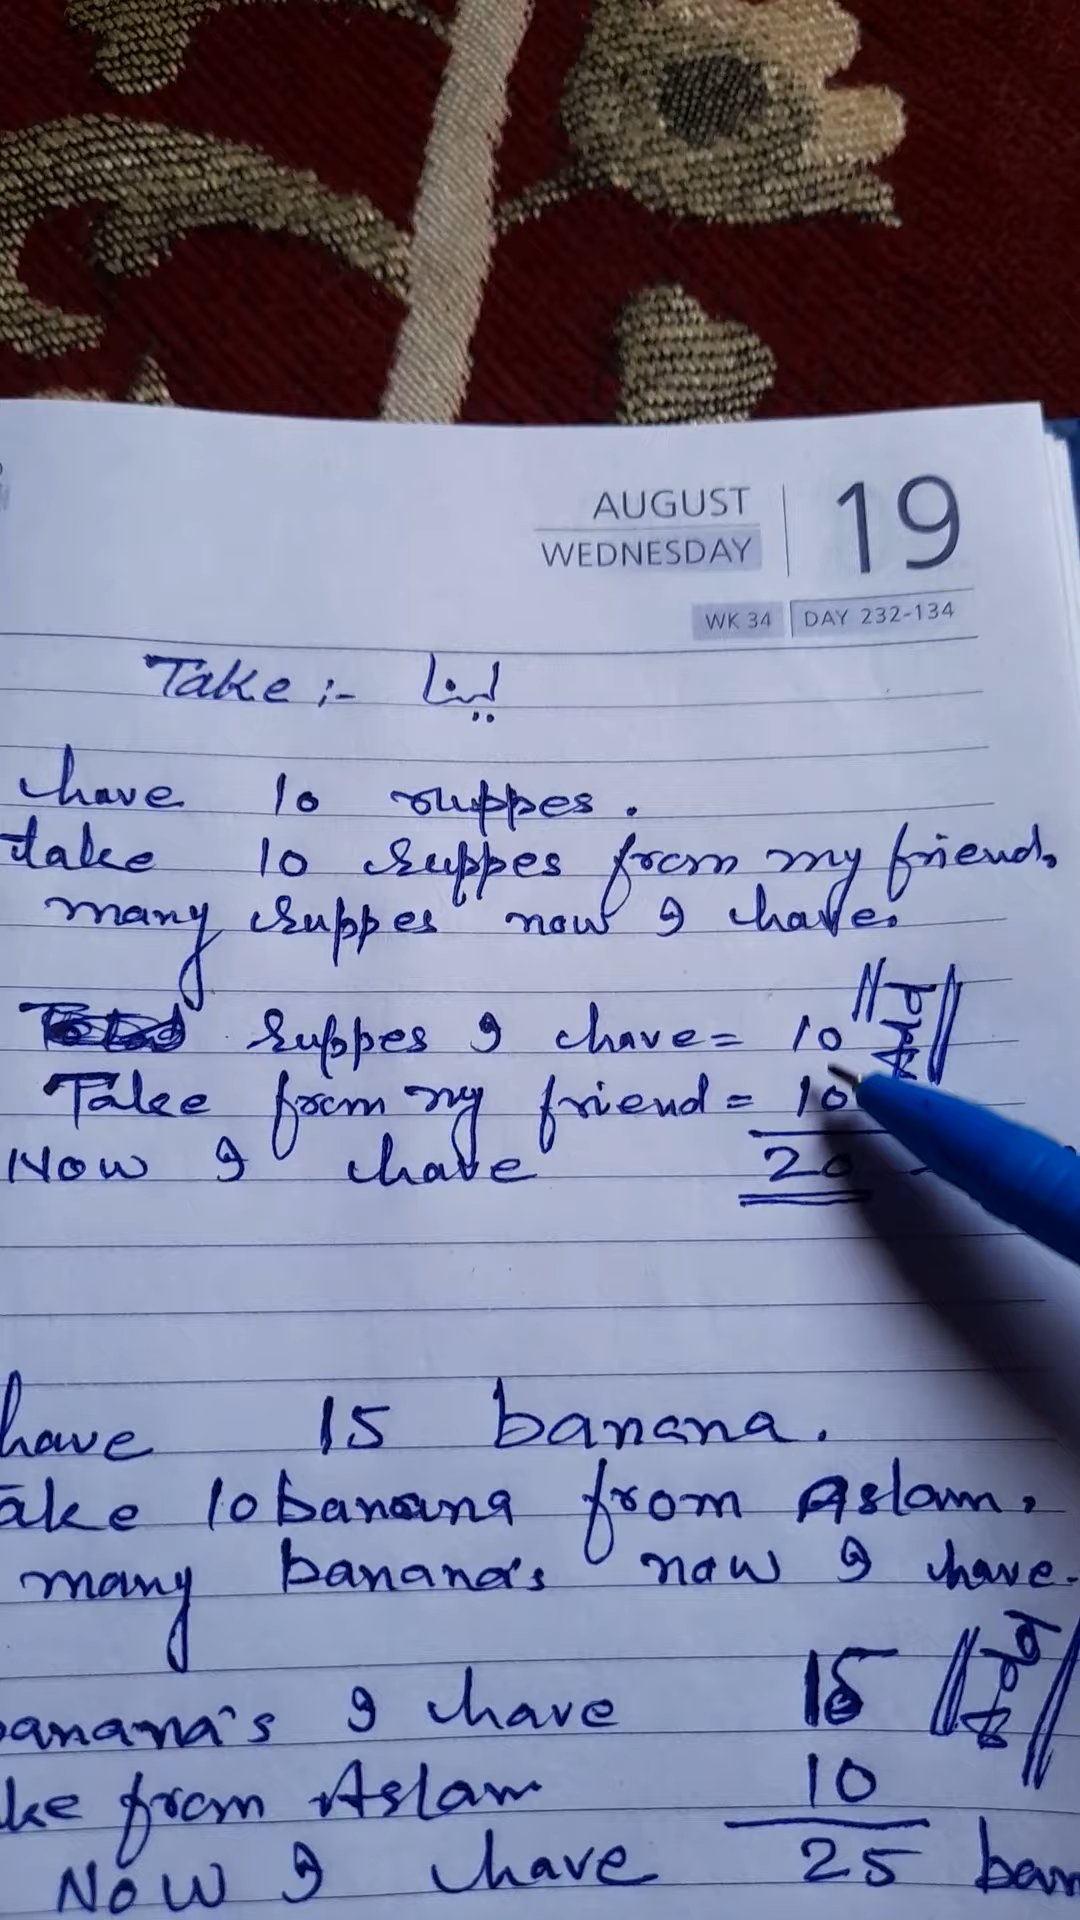 AUGUST
WEDNESDAY
19
WK 34 DAY 232-134
Take :- لینا
have 10 ruppes.
take 10 ruppes from my friend.
many ruppes now I have.
ruppes I have = 10
Take from my friend = 10
Now I have 20
have 15 banana.
ake 10 banana from Aslam.
many banana's now I have.
anana's I have 15
ke from Aslam 10
Now I have 25 ban